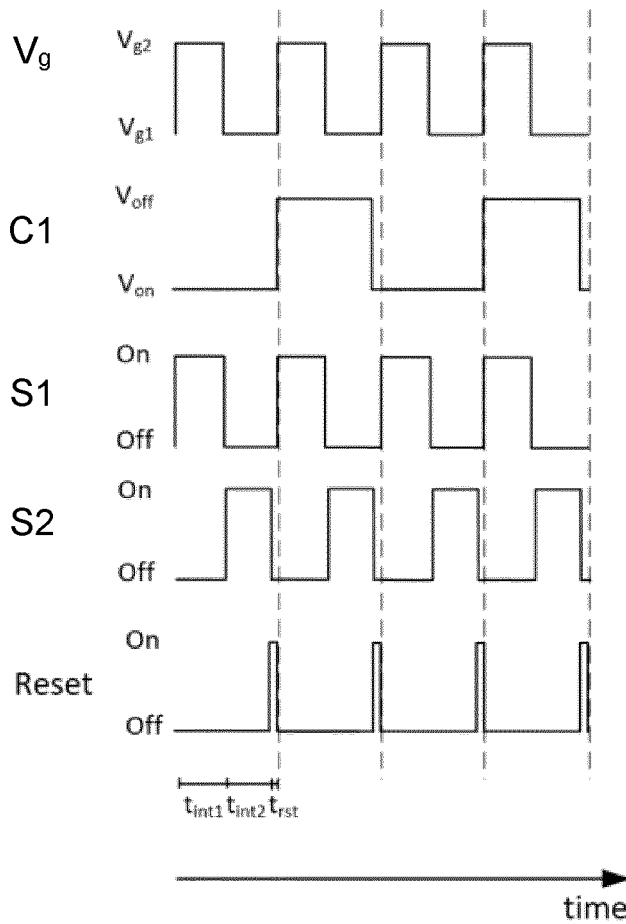 Vg
Vg2
Vg1
C1
Voff
Von
S1
On
Off
S2
On
Off
Reset
On
Off
tint1 tint2 trst
time